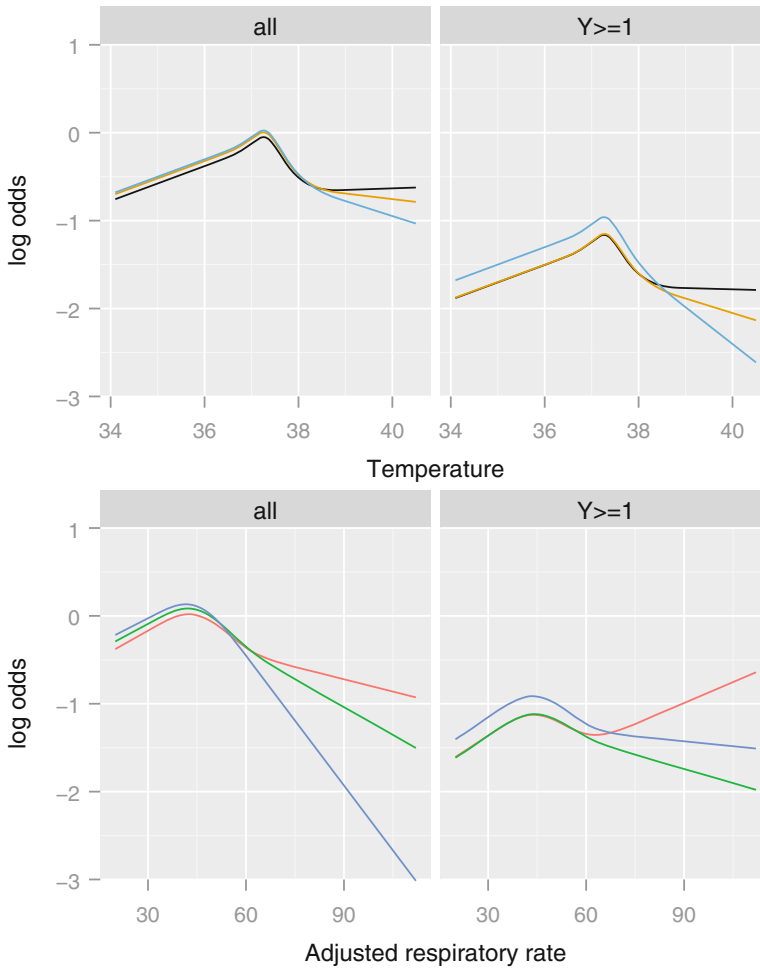 all Y>=1
1
0
−1
−2
−3
log odds
34 36 38 40 34 36 38 40
Temperature
all Y>=1
1
0
−1
−2
−3
log odds
30 60 90 30 60 90
Adjusted respiratory rate